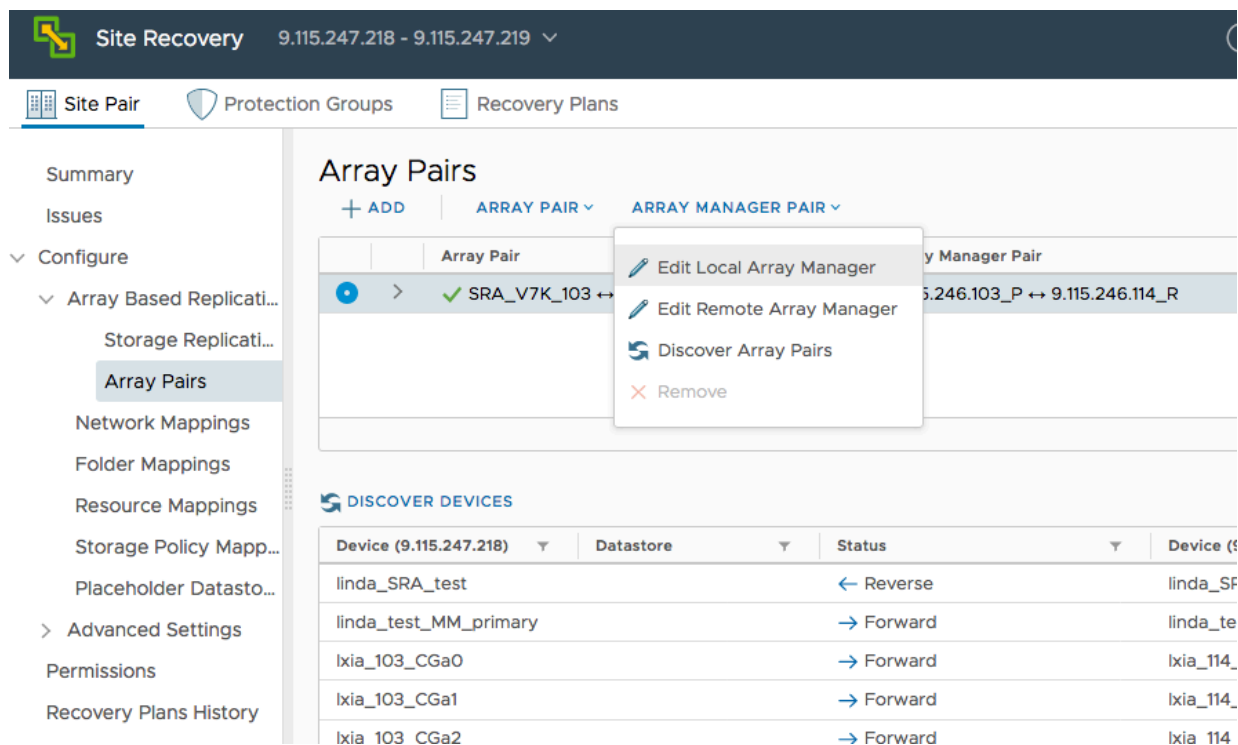 Site Recovery 9.115.247.218 - 9.115.247.219
Site Pair Protection Groups Recovery Plans
Summary
Issues
Configure
Array Based Replicati...
Storage Replicati...
Array Pairs
Network Mappings
Folder Mappings
Resource Mappings
Storage Policy Mapp...
Placeholder Datasto...
Advanced Settings
Permissions
Recovery Plans History
Array Pairs
+ ADD ARRAY PAIR ARRAY MANAGER PAIR
Array Pair y Manager Pair
SRA_V7K_103 ↔ 5.246.103_P ↔ 9.115.246.114_R
Edit Local Array Manager
Edit Remote Array Manager
Discover Array Pairs
Remove
DISCOVER DEVICES
Device (9.115.247.218) Datastore Status Device (9
linda_SRA_test ← Reverse linda_SR
linda_test_MM_primary → Forward linda_te
lxia_103_CGa0 → Forward lxia_114_
lxia_103_CGa1 → Forward lxia_114_
lxia_103_CGa2 → Forward lxia_114